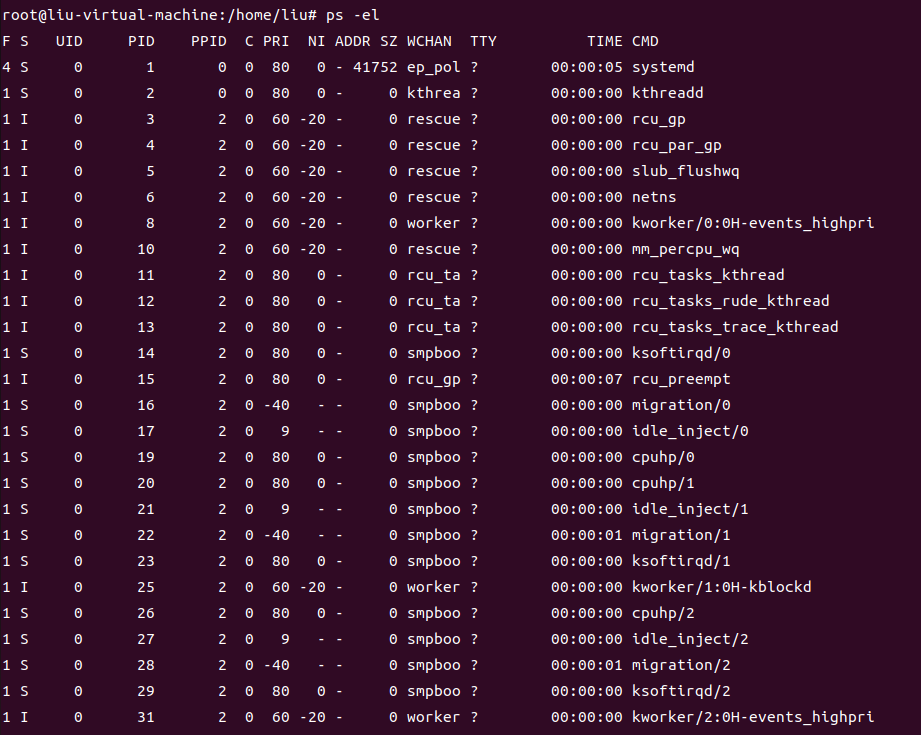 root@liu-virtual-machine:/home/liu# ps -el
F S   UID     PID    PPID  C PRI  NI ADDR SZ WCHAN  TTY          TIME CMD
4 S     0       1       0  0  80   0 - 41752 ep_pol ?        00:00:05 systemd
1 S     0       2       0  0  80   0 -     0 kthrea ?        00:00:00 kthreadd
1 I     0       3       2  0  60 -20 -     0 rescue ?        00:00:00 rcu_gp
1 I     0       4       2  0  60 -20 -     0 rescue ?        00:00:00 rcu_par_gp
1 I     0       5       2  0  60 -20 -     0 rescue ?        00:00:00 slub_flushwq
1 I     0       6       2  0  60 -20 -     0 rescue ?        00:00:00 netns
1 I     0       8       2  0  60 -20 -     0 worker ?        00:00:00 kworker/0:0H-events_highpri
1 I     0      10       2  0  60 -20 -     0 rescue ?        00:00:00 mm_percpu_wq
1 I     0      11       2  0  80   0 -     0 rcu_ta ?        00:00:00 rcu_tasks_kthread
1 I     0      12       2  0  80   0 -     0 rcu_ta ?        00:00:00 rcu_tasks_rude_kthread
1 I     0      13       2  0  80   0 -     0 rcu_ta ?        00:00:00 rcu_tasks_trace_kthread
1 S     0      14       2  0  80   0 -     0 smpboo ?        00:00:00 ksoftirqd/0
1 I     0      15       2  0  80   0 -     0 rcu_gp ?        00:00:07 rcu_preempt
1 S     0      16       2  0 -40   - -     0 smpboo ?        00:00:00 migration/0
1 S     0      17       2  0   9   - -     0 smpboo ?        00:00:00 idle_inject/0
1 S     0      19       2  0  80   0 -     0 smpboo ?        00:00:00 cpuhp/0
1 S     0      20       2  0  80   0 -     0 smpboo ?        00:00:00 cpuhp/1
1 S     0      21       2  0   9   - -     0 smpboo ?        00:00:00 idle_inject/1
1 S     0      22       2  0 -40   - -     0 smpboo ?        00:00:01 migration/1
1 S     0      23       2  0  80   0 -     0 smpboo ?        00:00:00 ksoftirqd/1
1 I     0      25       2  0  60 -20 -     0 worker ?        00:00:00 kworker/1:0H-kblockd
1 S     0      26       2  0  80   0 -     0 smpboo ?        00:00:00 cpuhp/2
1 S     0      27       2  0   9   - -     0 smpboo ?        00:00:00 idle_inject/2
1 S     0      28       2  0 -40   - -     0 smpboo ?        00:00:01 migration/2
1 S     0      29       2  0  80   0 -     0 smpboo ?        00:00:00 ksoftirqd/2
1 I     0      31       2  0  60 -20 -     0 worker ?        00:00:00 kworker/2:0H-events_highpri